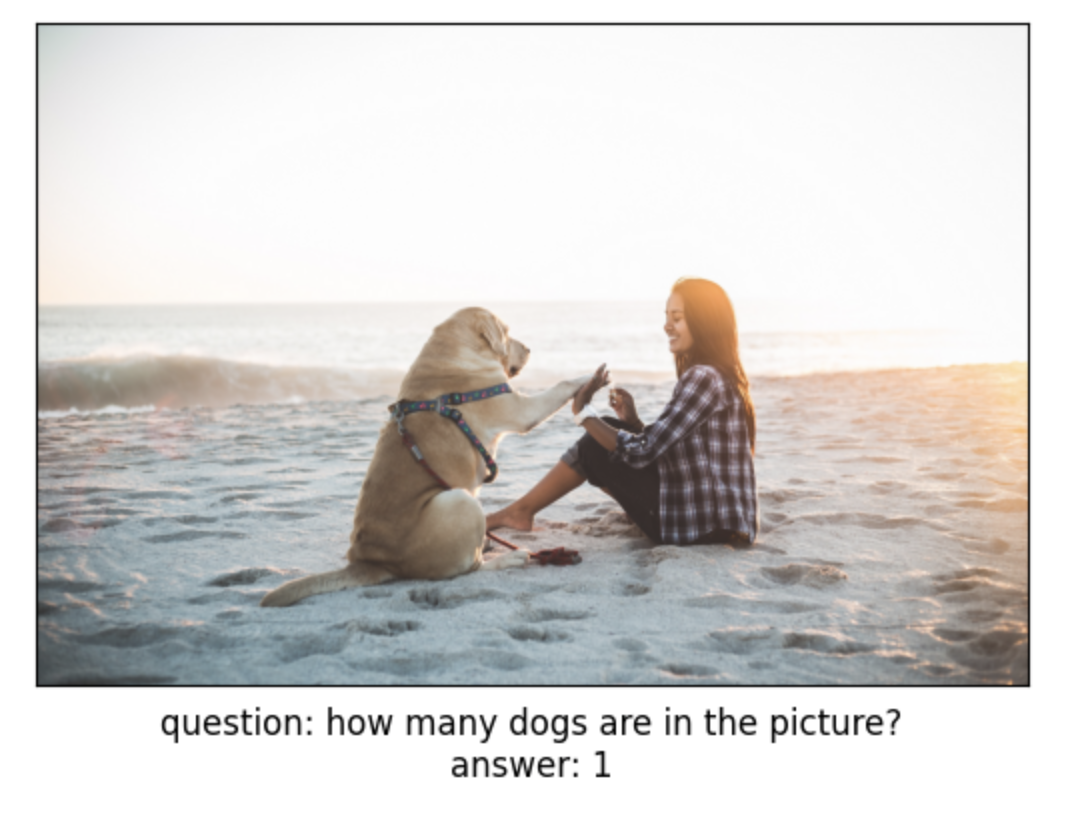 question: how many dogs are in the picture?
answer: 1